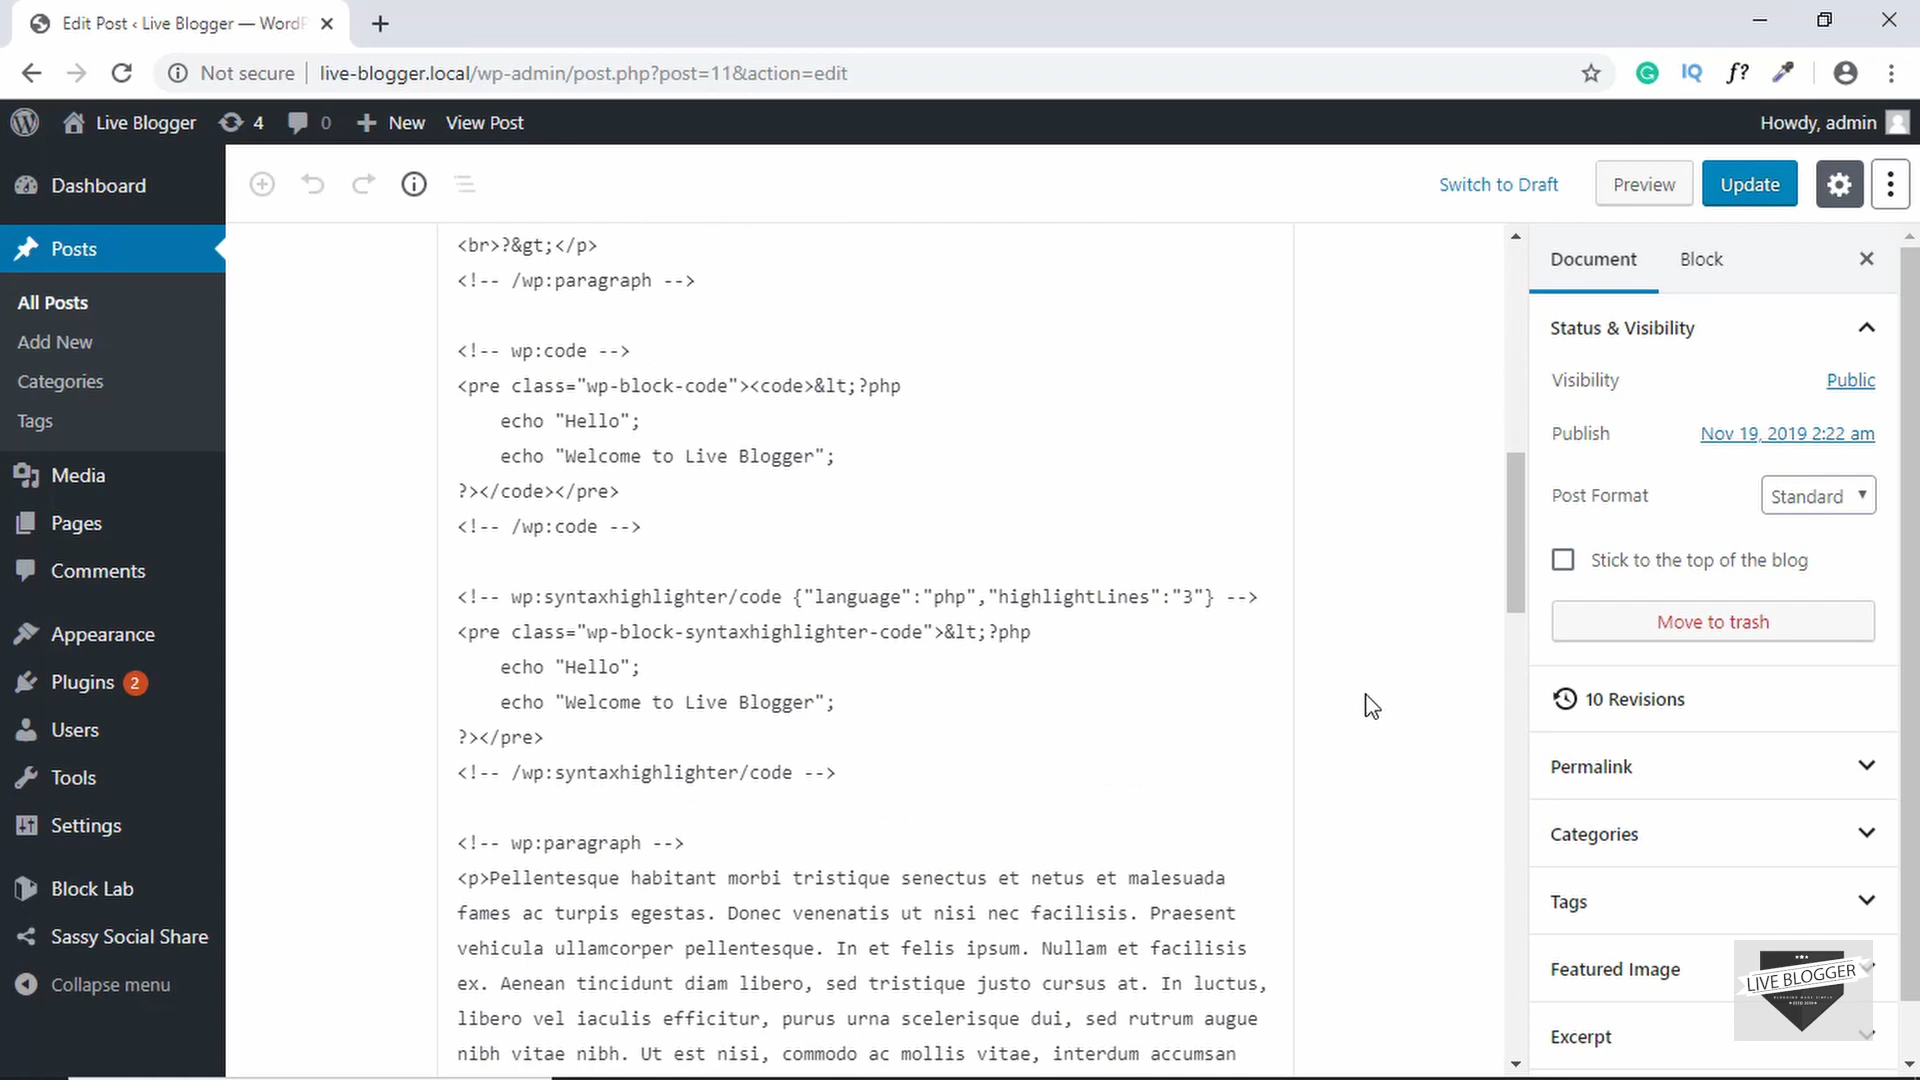 Edit Post ‹ Live Blogger — WordP
Not secure
live-blogger.local/wp-admin/post.php?post=11&action=edit
IQ
f?
Live Blogger
4
0
New
View Post
Howdy, admin
Dashboard
Posts
All Posts
Add New
Categories
Tags
Media
Pages
Comments
Appearance
Plugins 2
Users
Tools
Settings
Block Lab
Sassy Social Share
Collapse menu
Switch to Draft
Preview
Update
<br>?&gt;</p>
<!-- /wp:paragraph -->
<!-- wp:code -->
<pre class="wp-block-code"><code>&lt;?php
echo "Hello";
echo "Welcome to Live Blogger";
?></code></pre>
<!-- /wp:code -->
<!-- wp:syntaxhighlighter/code {"language":"php","highlightLines":"3"} -->
<pre class="wp-block-syntaxhighlighter-code">&lt;?php
echo "Hello";
echo "Welcome to Live Blogger";
?></pre>
<!-- /wp:syntaxhighlighter/code -->
<!-- wp:paragraph -->
<p>Pellentesque habitant morbi tristique senectus et netus et malesuada
fames ac turpis egestas. Donec venenatis ut nisi nec facilisis. Praesent
vehicula ullamcorper pellentesque. In et felis ipsum. Nullam et facilisis
ex. Aenean tincidunt diam libero, sed tristique justo cursus at. In luctus,
libero vel iaculis efficitur, purus urna scelerisque dui, sed rutrum augue
nibh vitae nibh. Ut est nisi, commodo ac mollis vitae, interdum accumsan
Document
Block
Status & Visibility
Visibility
Public
Publish
Nov 19, 2019 2:22 am
Post Format
Standard
Stick to the top of the blog
Move to trash
10 Revisions
Permalink
Categories
Tags
Featured Image
Excerpt
LIVE BLOGGER